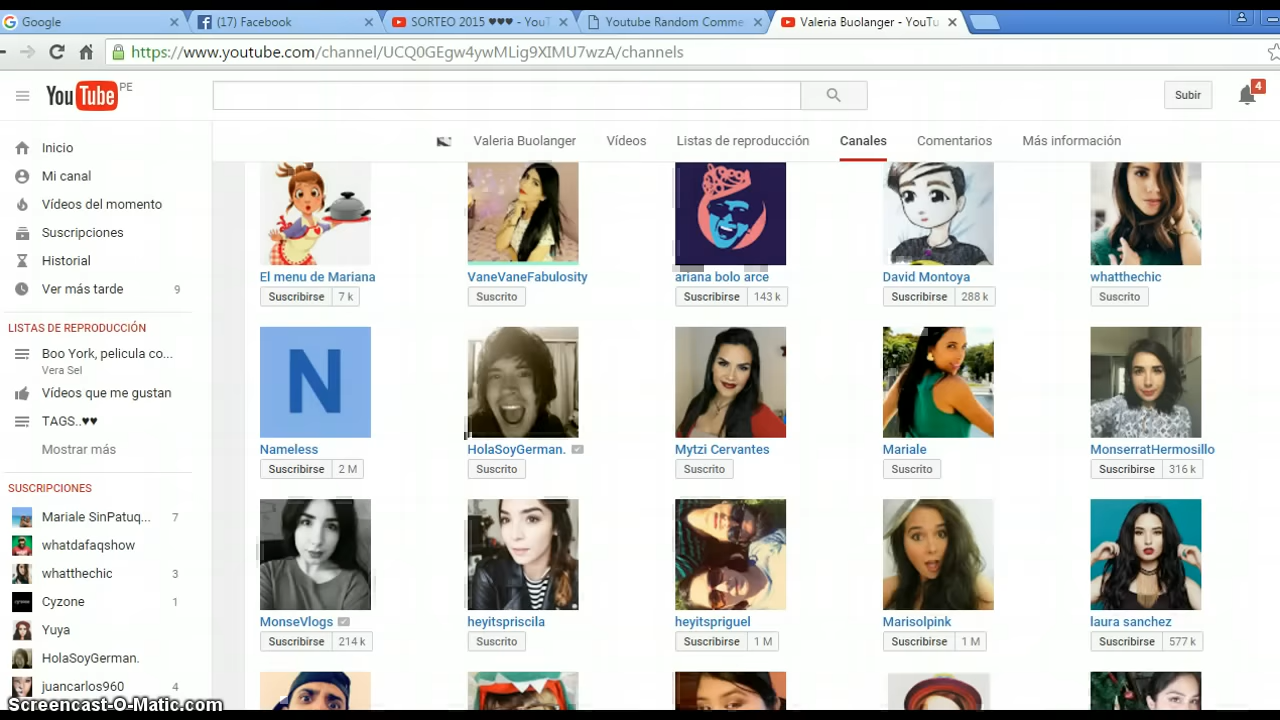 Google
(17) Facebook
SORTEO 2015 ♥♥♥ - YouT
Youtube Random Comme
Valeria Buolanger - YouTu
https://www.youtube.com/channel/UCQ0GEgw4ywMLig9XIMU7wzA/channels
YouTube PE
Subir
4
Valeria Buolanger
Vídeos
Listas de reproducción
Canales
Comentarios
Más información
Inicio
Mi canal
Vídeos del momento
Suscripciones
Historial
Ver más tarde 9
LISTAS DE REPRODUCCIÓN
Boo York, pelicula co...
Vera Sel
Vídeos que me gustan
TAGS..♥♥
Mostrar más
SUSCRIPCIONES
Mariale SinPatuq... 7
whatdafaqshow
whatthechic 3
Cyzone 1
Yuya
HolaSoyGerman.
juancarlos960 4
El menu de Mariana
VaneVaneFabulosity
ariana bolo arce
David Montoya
whatthechic
Suscribirse 7 k
Suscrito
Suscribirse 143 k
Suscribirse 288 k
Suscrito
N
Nameless
HolaSoyGerman.
Mytzi Cervantes
Mariale
MonserratHermosillo
Suscribirse 2 M
Suscrito
Suscrito
Suscrito
Suscribirse 316 k
MonseVlogs
heyitspriscila
heyitspriguel
Marisolpink
laura sanchez
Suscribirse 214 k
Suscrito
Suscribirse 1 M
Suscribirse 1 M
Suscribirse 577 k
Screencast-O-Matic.com